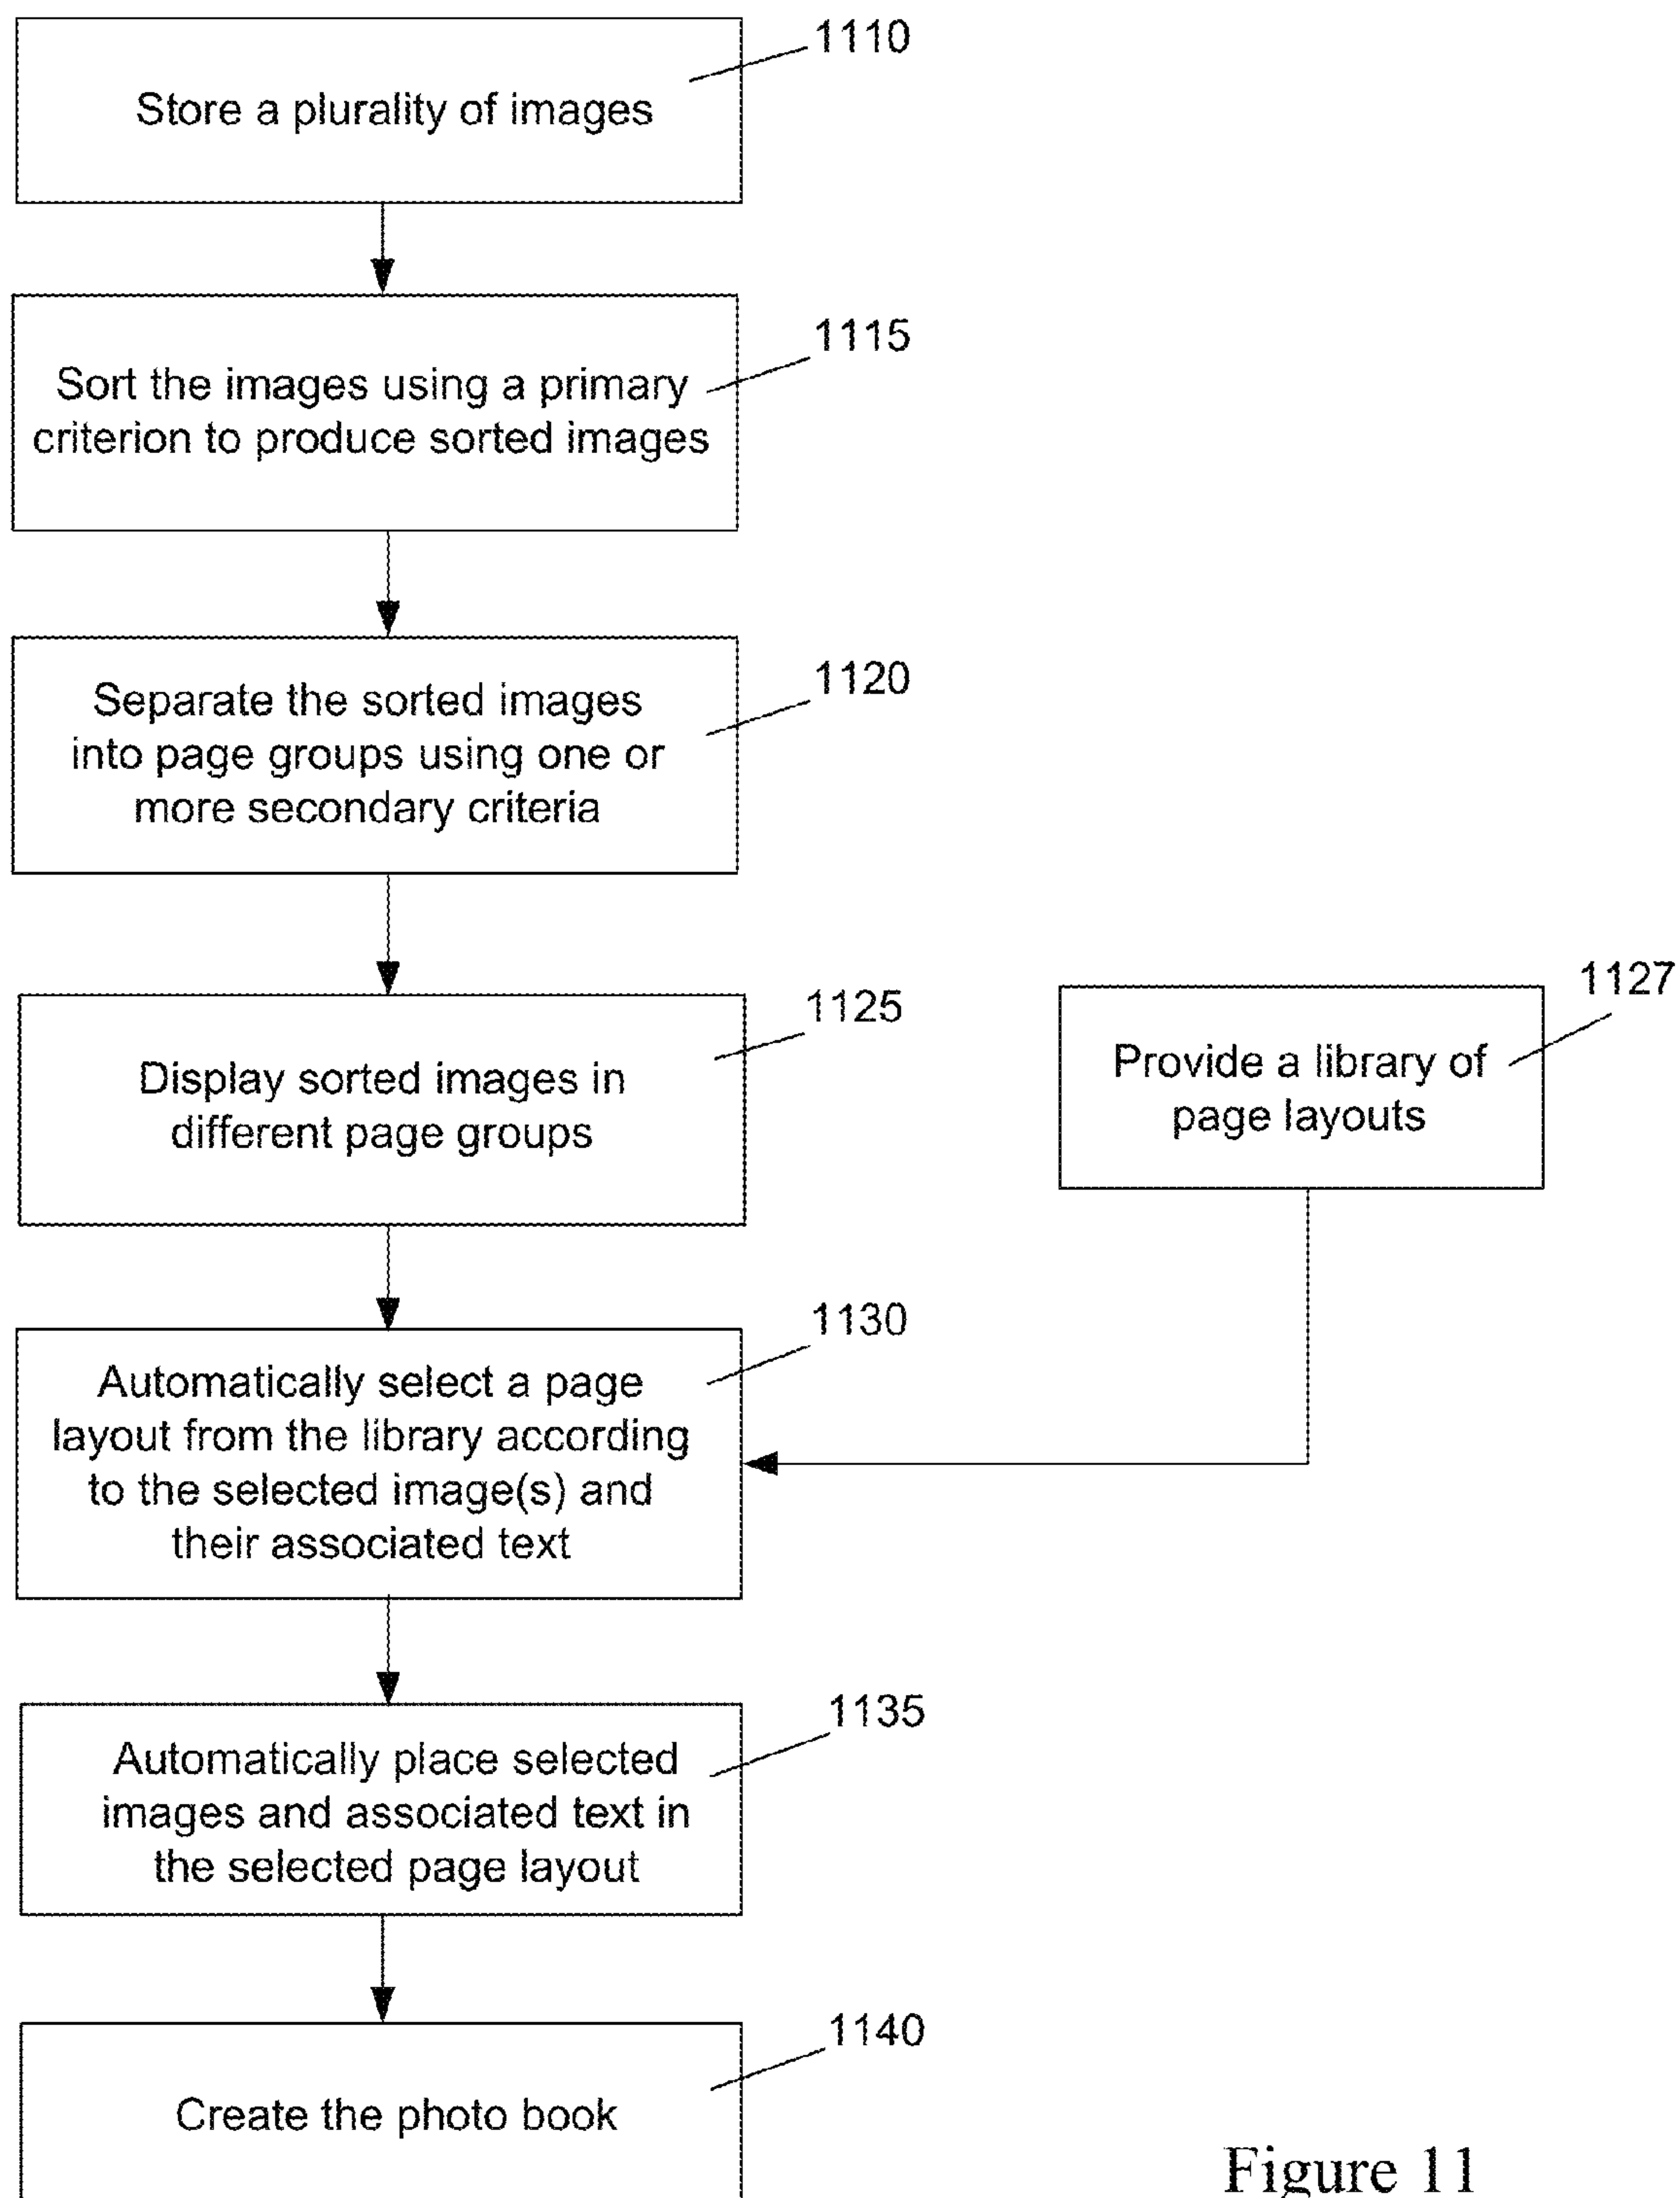 1110
Store a plurality of images
1115
Sort the images using a primary
criterion to produce sorted images
1120
Separate the sorted images
into page groups using one or
more secondary criteria
1125
Display sorted images in
different page groups
1127
Provide a library of
page layouts
1130
Automatically select a page
layout from the library according
to the selected image(s) and
their associated text
1135
Automatically place selected
images and associated text in
the selected page layout
1140
Create the photo book
Figure 11